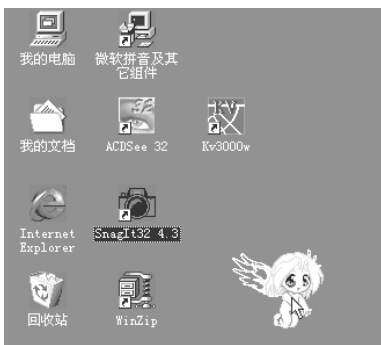 我的电脑
微软拼音及其
它组件
我的文档
ACDSee 32
Kv3000w
Internet
Explorer
SnagIt32 4.3
回收站
WinZip